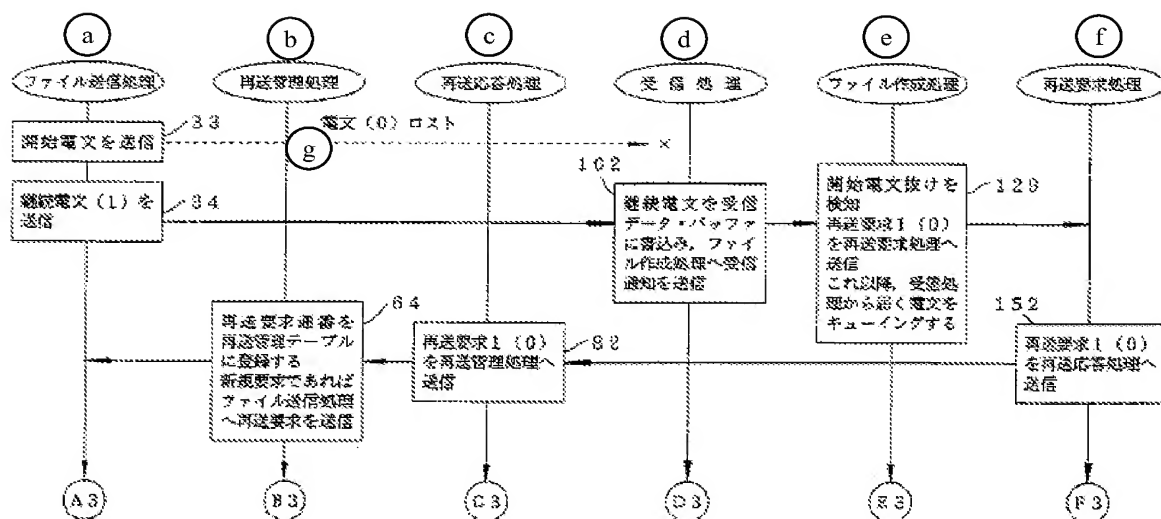 a
b
c
d
e
f
ファイル送信処理
再送管理処理
再送応答処理
受信処理
ファイル作成処理
再送要求処理
開始電文を送信
33
電文(0)ロスト
g
×
継続電文(1)を
送信
34
102
継続電文を受信
データ・バッファ
に書込み,ファイ
ル作成処理へ受信
通知を送信
開始電文抜けを
検知
再送要求1(0)
を再送要求処理へ
送信
これ以降,受信処
理から届く電文を
キューイングする
129
再送要求連番を
再送管理テーブル
に登録する
新規要求であれば
ファイル送信処理
へ再送要求を送信
64
再送要求1(0)
を再送管理処理へ
送信
82
152
再送要求1(0)
を再送応答処理へ
送信
A3
B3
C3
D3
E3
F3